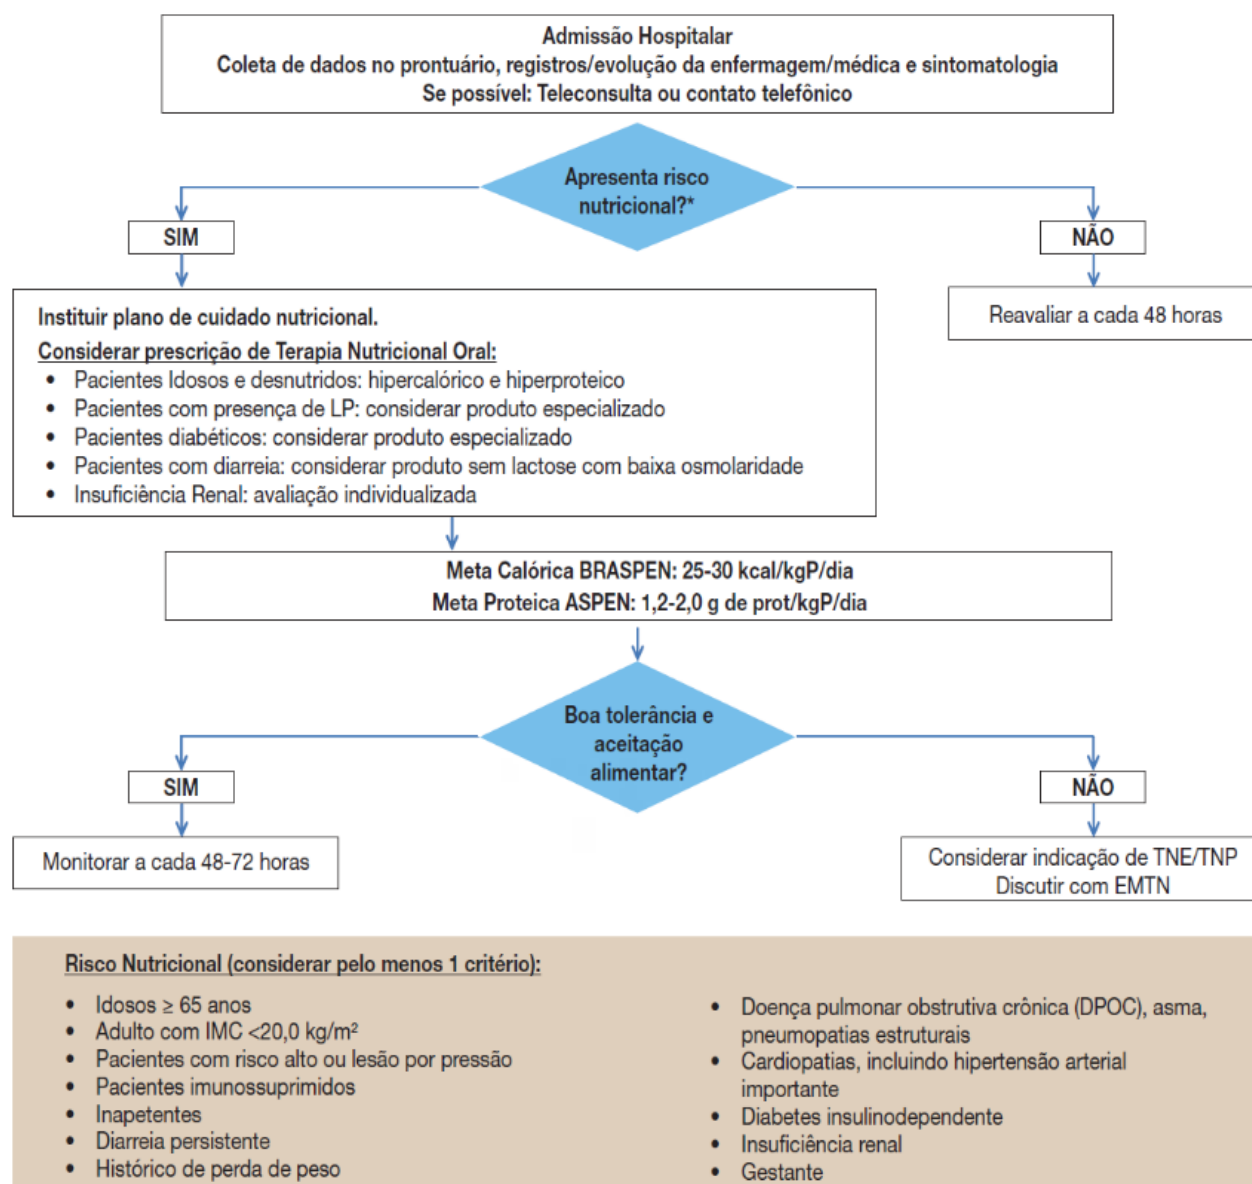 Admissão Hospitalar
Coleta de dados no prontuário, registros/evolução da enfermagem/médica e sintomatologia
Se possível: Teleconsulta ou contato telefônico
Apresenta risco
nutricional?*
SIM
NÃO
Instituir plano de cuidado nutricional.
Considerar prescrição de Terapia Nutricional Oral:
• Pacientes Idosos e desnutridos: hipercalórico e hiperproteico
• Pacientes com presença de LP: considerar produto especializado
• Pacientes diabéticos: considerar produto especializado
• Pacientes com diarreia: considerar produto sem lactose com baixa osmolaridade
• Insuficiência Renal: avaliação individualizada
Reavaliar a cada 48 horas
Meta Calórica BRASPEN: 25-30 kcal/kgP/dia
Meta Proteica ASPEN: 1,2-2,0 g de prot/kgP/dia
Boa tolerância e
aceitação
alimentar?
SIM
NÃO
Monitorar a cada 48-72 horas
Considerar indicação de TNE/TNP
Discutir com EMTN
Risco Nutricional (considerar pelo menos 1 critério):
• Idosos ≥ 65 anos
• Adulto com IMC <20,0 kg/m²
• Pacientes com risco alto ou lesão por pressão
• Pacientes imunossuprimidos
• Inapetentes
• Diarreia persistente
• Histórico de perda de peso
• Doença pulmonar obstrutiva crônica (DPOC), asma,
pneumopatias estruturais
• Cardiopatias, incluindo hipertensão arterial
importante
• Diabetes insulinodependente
• Insuficiência renal
• Gestante